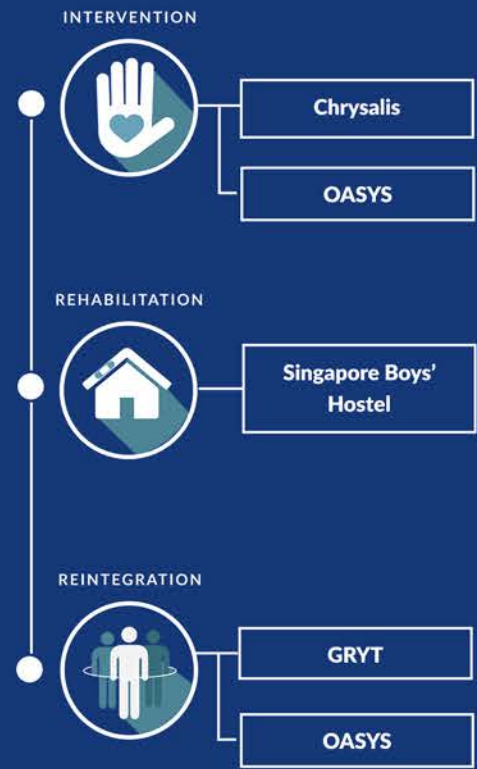 INTERVENTION
Chrysalis
OASYS
REHABILITATION
Singapore Boys'
Hostel
REINTEGRATION
GRYT
OASYS